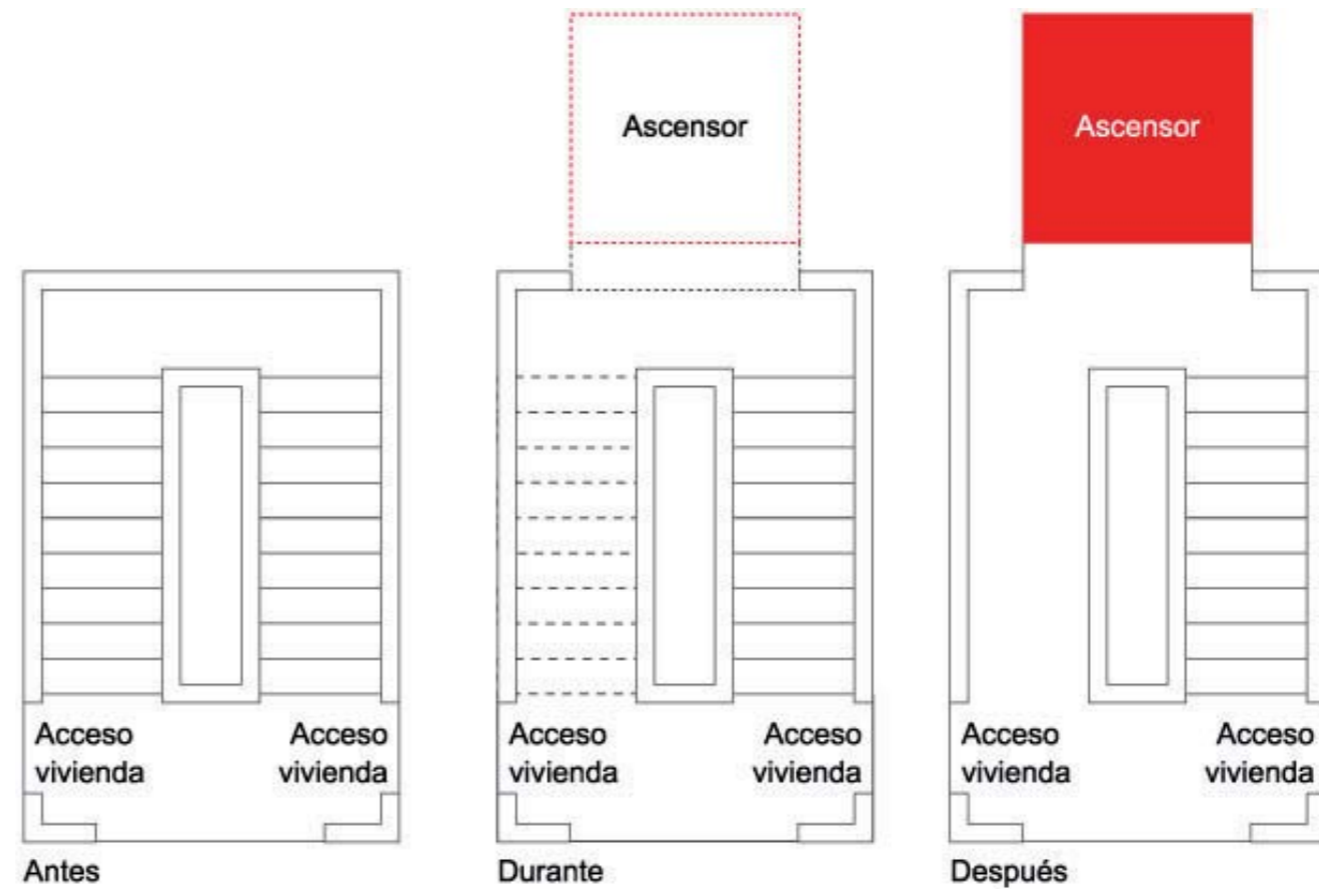 Ascensor
Ascensor
Acceso
vivienda
Acceso
vivienda
Acceso
vivienda
Acceso
vivienda
Acceso
vivienda
Acceso
vivienda
Antes
Durante
Después